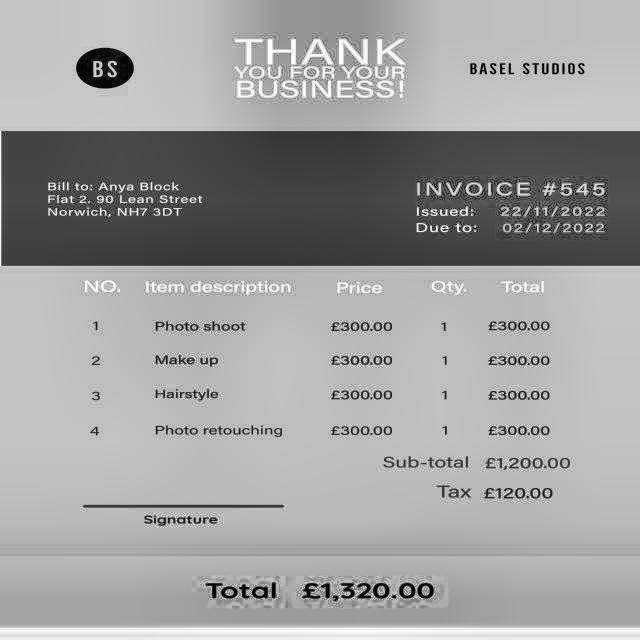 BS
THANK
YOU FOR YOUR
BUSINESS!
BASEL STUDIOS
Bill to: Anya Block
Flat 2. 90 Lean Street
Norwich, NH7 3DT
INVOICE #545
Issued: 22/11/2022
Due to: 02/12/2022
NO. Item description Price Qty. Total
1 Photo shoot £300.00 1 £300.00
2 Make up £300.00 1 £300.00
3 Hairstyle £300.00 1 £300.00
4 Photo retouching £300.00 1 £300.00
Sub-total £1,200.00
Tax £120.00
Signature
Total £1,320.00